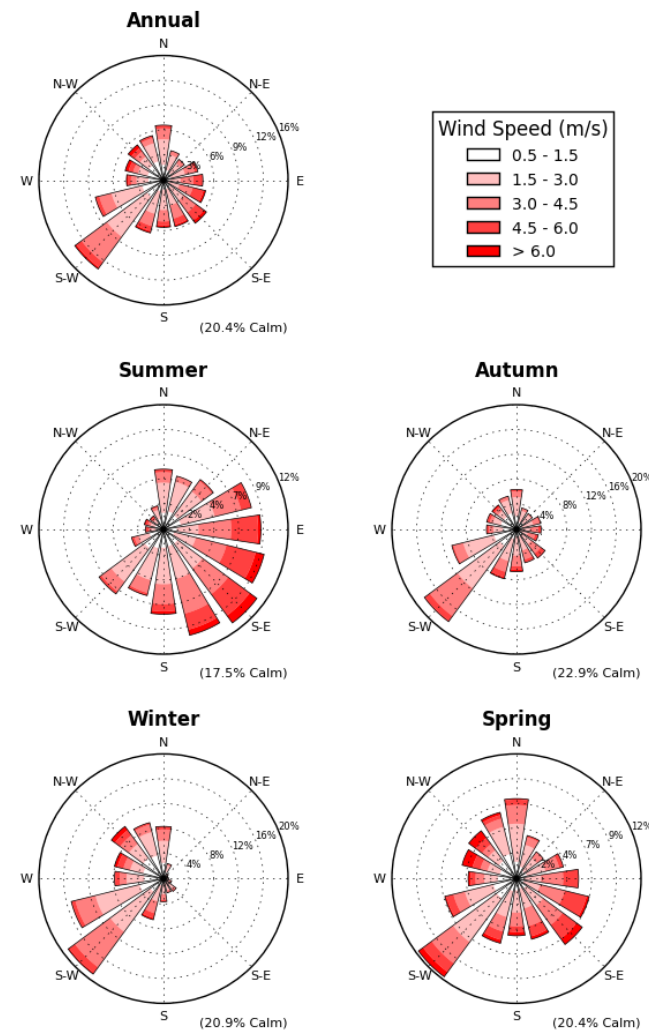 Annual
N
N-W
N-E
3%
6%
9%
12%
16%
W
E
S-W
S-E
S
(20.4% Calm)
Wind Speed (m/s)
0.5 - 1.5
1.5 - 3.0
3.0 - 4.5
4.5 - 6.0
> 6.0
Summer
N
N-W
N-E
2%
4%
7%
9%
12%
W
E
S-W
S-E
S
(17.5% Calm)
Autumn
N
N-W
N-E
4%
8%
12%
16%
20%
W
E
S-W
S-E
S
(22.9% Calm)
Winter
N
N-W
N-E
4%
8%
12%
16%
20%
W
E
S-W
S-E
S
(20.9% Calm)
Spring
N
N-W
N-E
2%
4%
7%
9%
12%
W
E
S-W
S-E
S
(20.4% Calm)